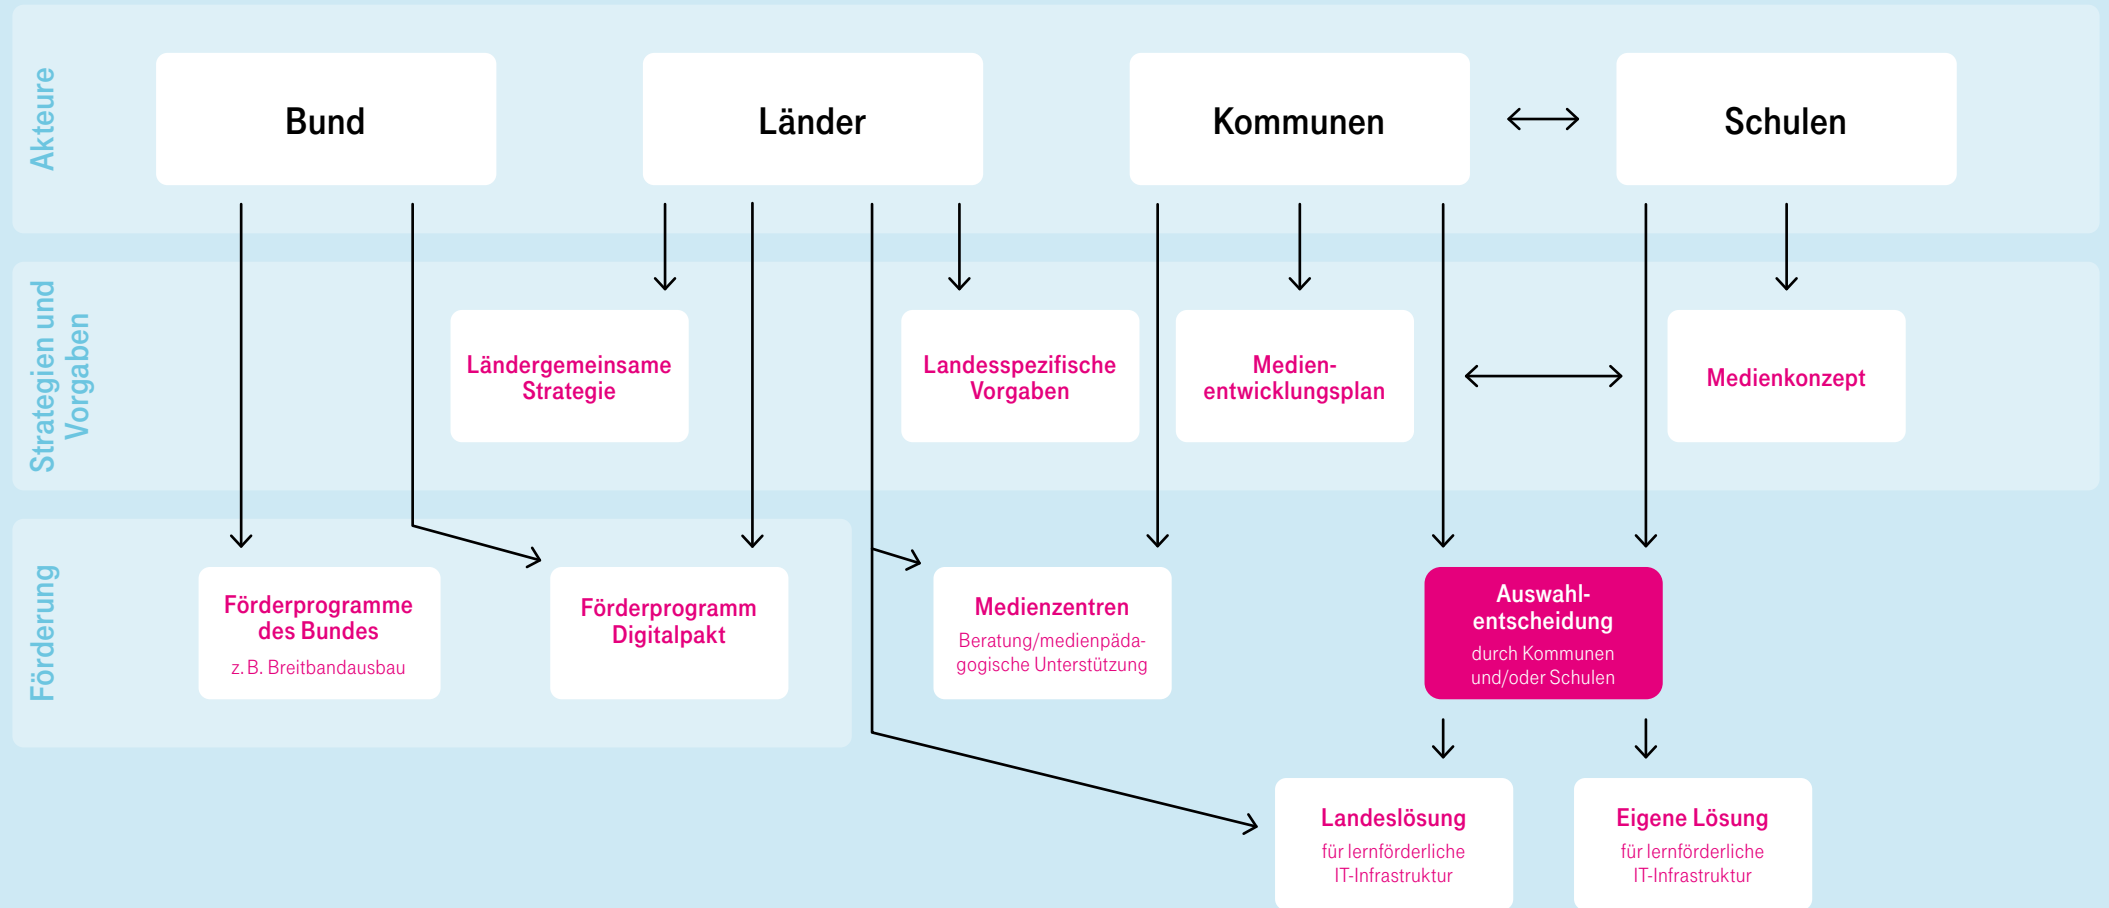 Akteure
Bund
Länder
Kommunen
Schulen
Strategien und
Vorgaben
Ländergemeinsame
Strategie
Landesspezifische
Vorgaben
Medien-
entwicklungsplan
Medienkonzept
Förderung
Förderprogramme
des Bundes
z. B. Breitbandausbau
Förderprogramm
Digitalpakt
Medienzentren
Beratung/medienpäda-
gogische Unterstützung
Auswahl-
entscheidung
durch Kommunen
und/oder Schulen
Landeslösung
für lernförderliche
IT-Infrastruktur
Eigene Lösung
für lernförderliche
IT-Infrastruktur